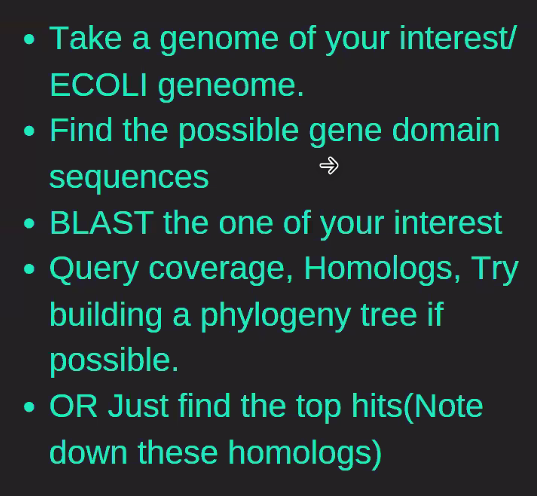 • Take a genome of your interest/
ECOLI geneome.
• Find the possible gene domain
sequences
• BLAST the one of your interest
• Query coverage, Homologs, Try
building a phylogeny tree if
possible.
• OR Just find the top hits(Note
down these homologs)